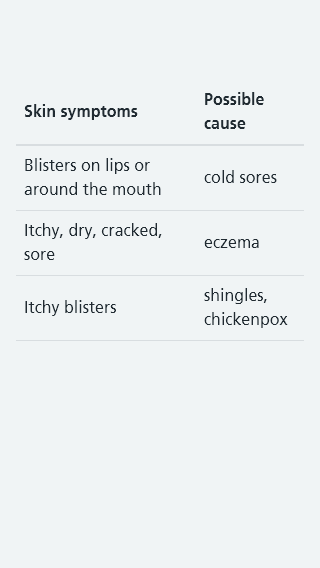 Skin symptoms
Possible
cause
Blisters on lips or
around the mouth
cold sores
Itchy, dry, cracked,
sore
eczema
Itchy blisters
shingles,
chickenpox